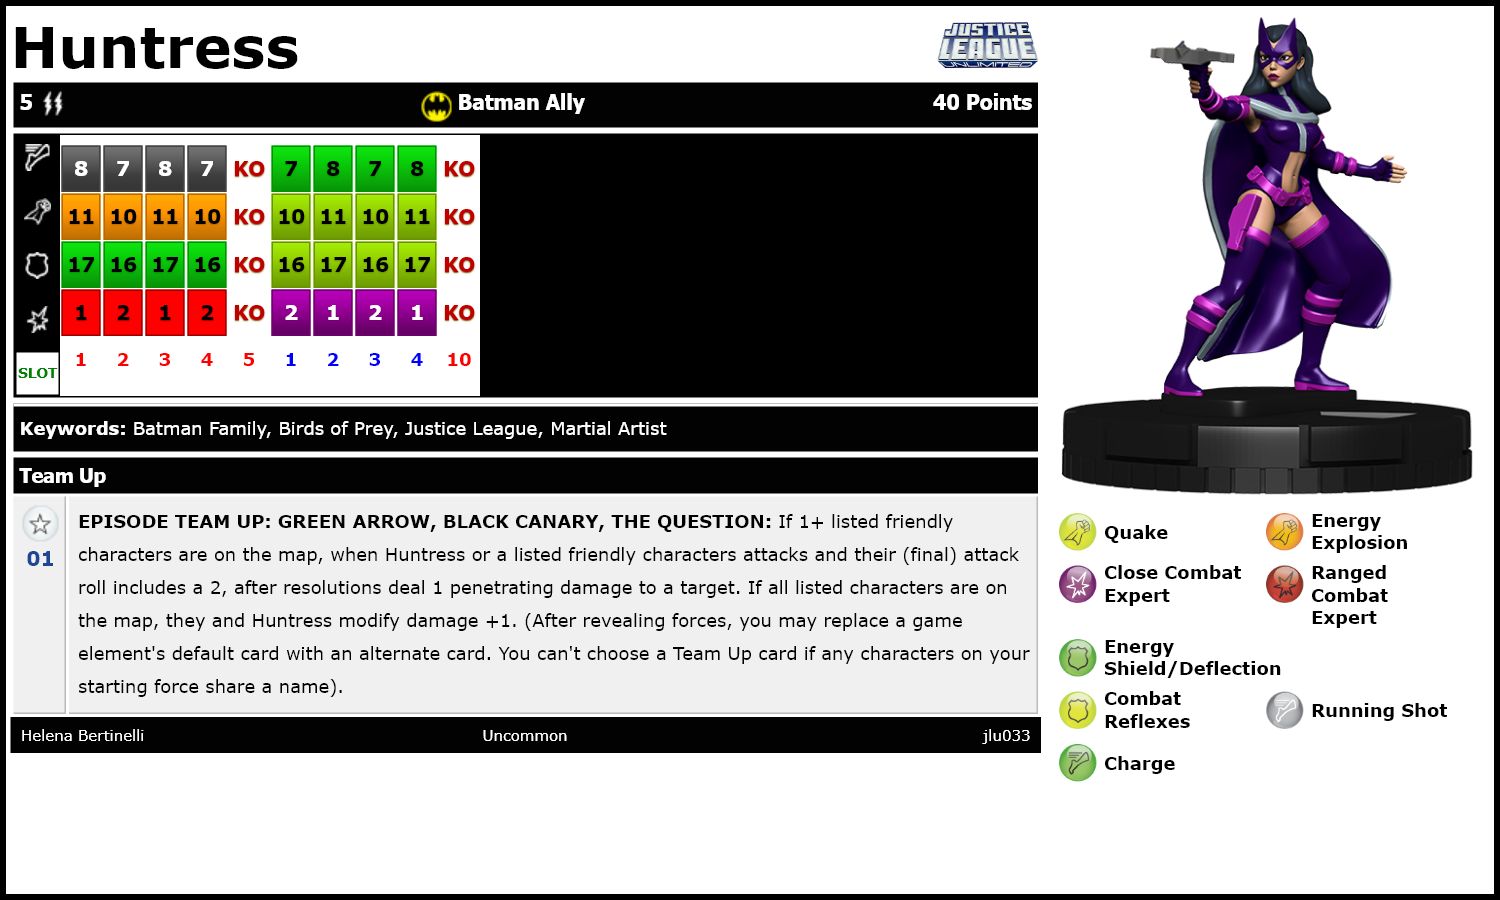 Huntress
JUSTICE
LEAGUE
UNLIMITED
5 Batman Ally 40 Points
8 7 8 7 KO 7 8 7 8 KO
11 10 11 10 KO 10 11 10 11 KO
17 16 17 16 KO 16 17 16 17 KO
1 2 1 2 KO 2 1 2 1 KO
SLOT 1 2 3 4 5 1 2 3 4 10
Keywords: Batman Family, Birds of Prey, Justice League, Martial Artist
Team Up
01
EPISODE TEAM UP: GREEN ARROW, BLACK CANARY, THE QUESTION: If 1+ listed friendly
characters are on the map, when Huntress or a listed friendly characters attacks and their (final) attack
roll includes a 2, after resolutions deal 1 penetrating damage to a target. If all listed characters are on
the map, they and Huntress modify damage +1. (After revealing forces, you may replace a game
element's default card with an alternate card. You can't choose a Team Up card if any characters on your
starting force share a name).
Helena Bertinelli Uncommon jlu033
Quake
Energy
Explosion
Close Combat
Expert
Ranged
Combat
Expert
Energy
Shield/Deflection
Combat
Reflexes
Running Shot
Charge